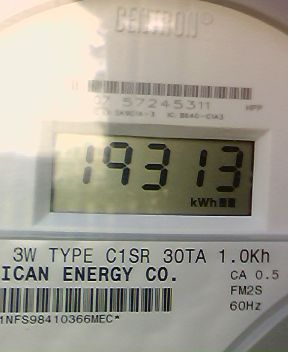 CENTRON®
57245311
19313
kWh
3W TYPE C1SR 30TA 1.0Kh
ICAN ENERGY CO.
CA 0.5
FM2S
60Hz
1NFS98410366MEC*